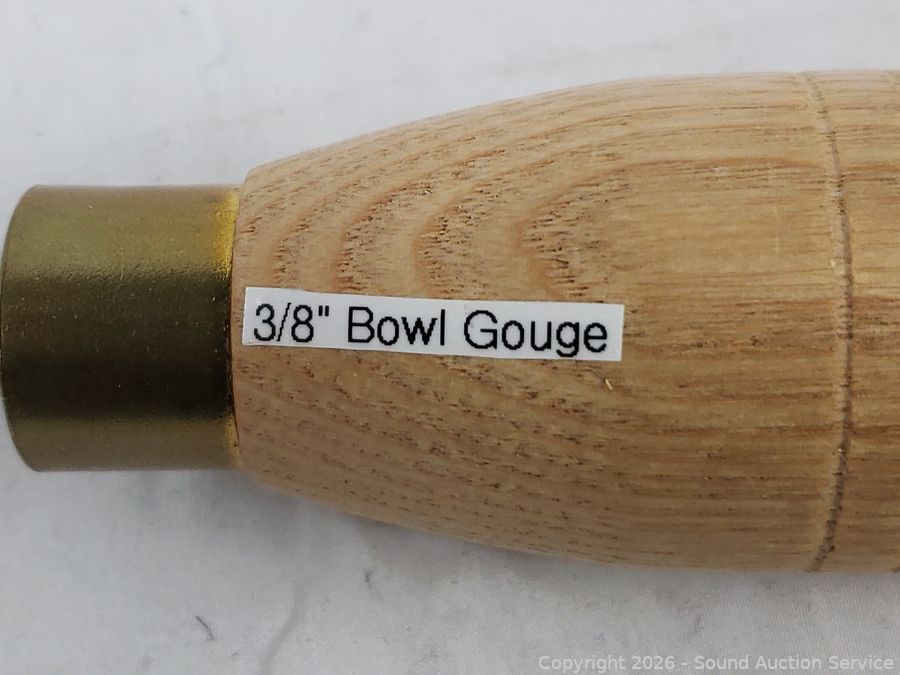 3/8" Bowl Gouge
Copyright © 2026 - Sound Auction Service